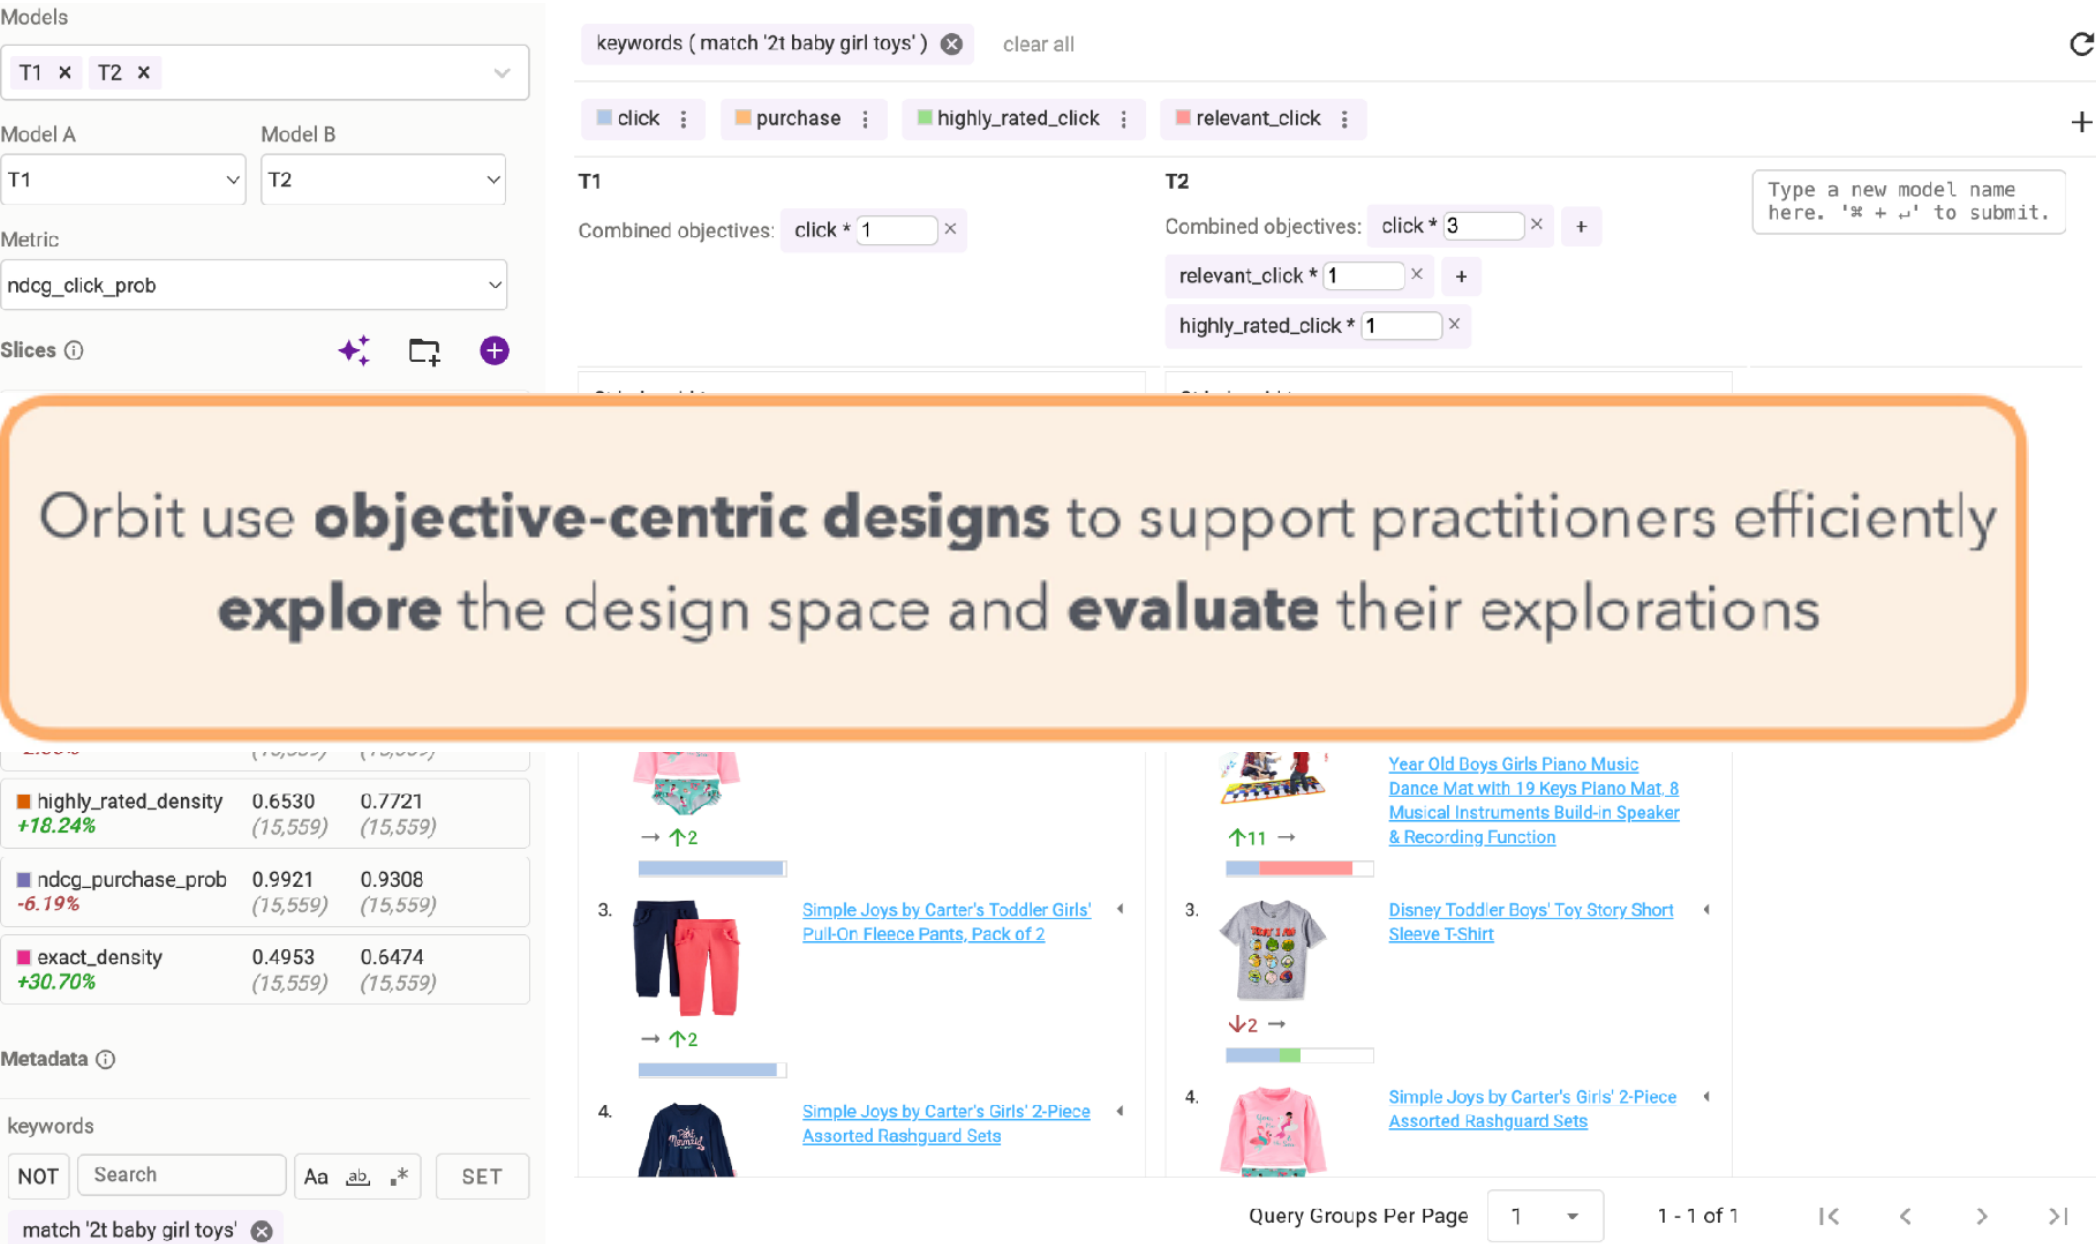 Models
T1 × T2 ×
Model A Model B
T1 T2
Metric
ndcg_click_prob
Slices
keywords ( match '2t baby girl toys' ) clear all
click purchase highly_rated_click relevant_click
T1
Combined objectives: click * 1 ×
T2
Combined objectives: click * 3 × +
relevant_click * 1 × +
highly_rated_click * 1 ×
Type a new model name
here. '⌘ + ↵' to submit.
Orbit use objective-centric designs to support practitioners efficiently
explore the design space and evaluate their explorations
highly_rated_density 0.6530 0.7721
+18.24% (15,559) (15,559)
ndcg_purchase_prob 0.9921 0.9308
-6.19% (15,559) (15,559)
exact_density 0.4953 0.6474
+30.70% (15,559) (15,559)
Metadata
keywords
NOT Search Aa ab .* SET
match '2t baby girl toys'
→ ↑2
3. Simple Joys by Carter's Toddler Girls'
Pull-On Fleece Pants, Pack of 2
→ ↑2
4. Simple Joys by Carter's Girls' 2-Piece
Assorted Rashguard Sets
Year Old Boys Girls Piano Music
Dance Mat with 19 Keys Piano Mat, 8
Musical Instruments Build-in Speaker
& Recording Function
↑11 →
3. Disney Toddler Boys' Toy Story Short
Sleeve T-Shirt
↓2 →
4. Simple Joys by Carter's Girls' 2-Piece
Assorted Rashguard Sets
Query Groups Per Page 1 1 - 1 of 1